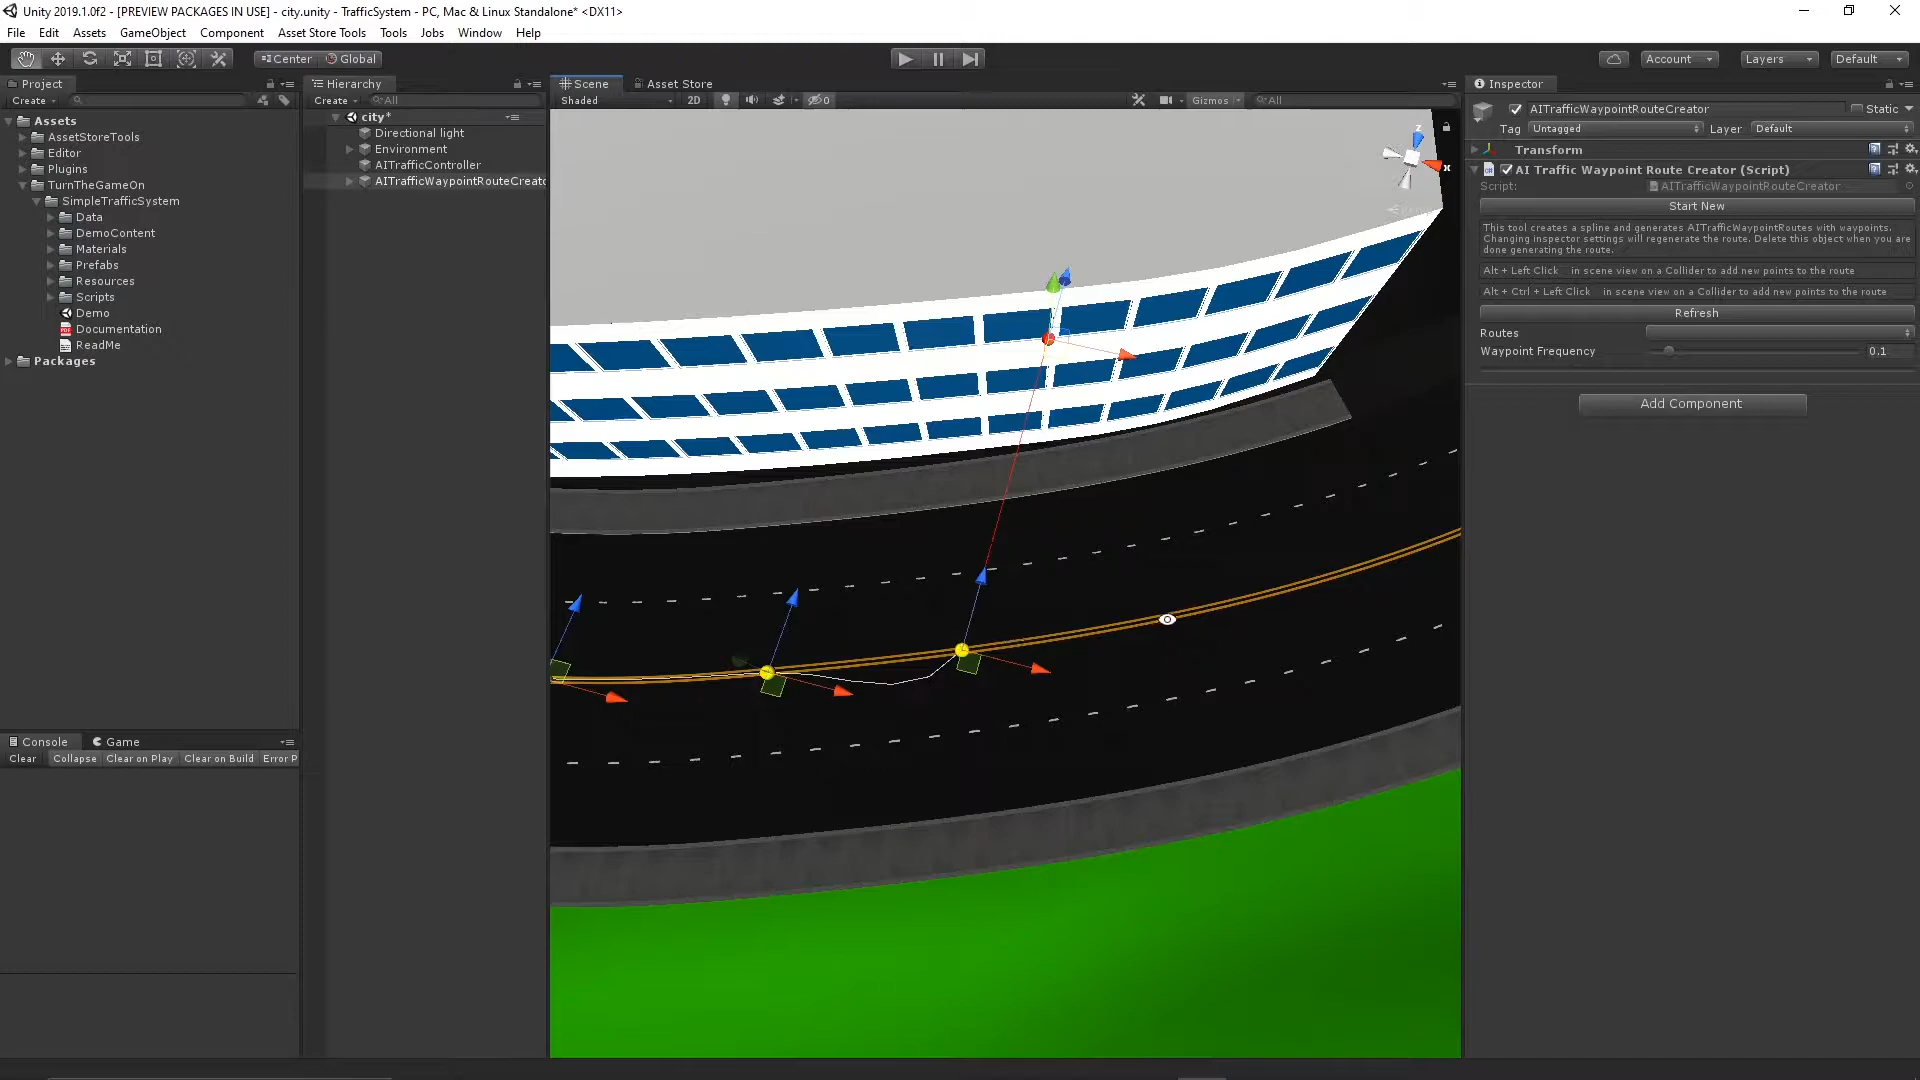 Unity 2019.1.0f2 - [PREVIEW PACKAGES IN USE] - city.unity - TrafficSystem - PC, Mac & Linux Standalone* <DX11>
File Edit Assets GameObject Component Asset Store Tools Tools Jobs Window Help
Center Global Account Layers Default
Project
Create
Assets
AssetStoreTools
Editor
Plugins
TurnTheGameOn
SimpleTrafficSystem
Data
DemoContent
Materials
Prefabs
Resources
Scripts
Demo
Documentation
ReadMe
Packages
Console Game
Clear Collapse Clear on Play Clear on Build Error P
Hierarchy
Create All
city*
Directional light
Environment
AITrafficController
AITrafficWaypointRouteCreato
Scene Asset Store
Shaded 2D 0 Gizmos All
z
x
Inspector
AITrafficWaypointRouteCreator Static
Tag Untagged Layer Default
Transform
AI Traffic Waypoint Route Creator (Script)
Script: AITrafficWaypointRouteCreator
Start New
This tool creates a spline and generates AITrafficWaypointRoutes with waypoints.
Changing inspector settings will regenerate the route. Delete this object when you are
done generating the route.
Alt + Left Click in scene view on a Collider to add new points to the route
Alt + Ctrl + Left Click in scene view on a Collider to add new points to the route
Refresh
Routes
Waypoint Frequency 0.1
Add Component